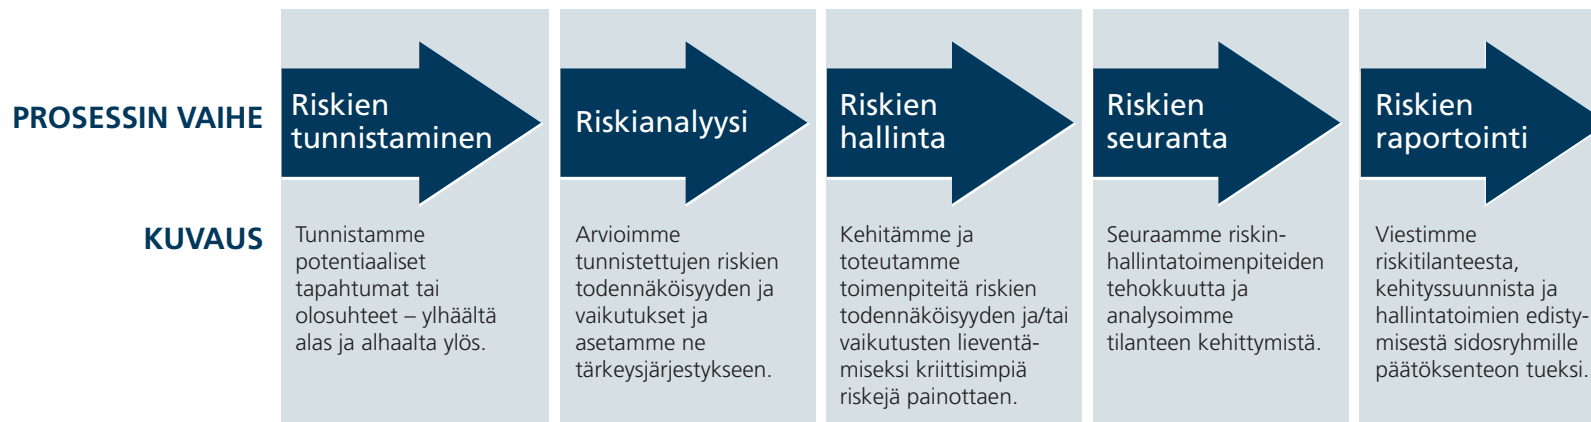 PROSESSIN VAIHE
Riskien
tunnistaminen
Riskianalyysi
Riskien
hallinta
Riskien
seuranta
Riskien
raportointi
KUVAUS
Tunnistamme
potentiaaliset
tapahtumat tai
olosuhteet – ylhäältä
alas ja alhaalta ylös.
Arvioimme
tunnistettujen riskien
todennäköisyyden ja
vaikutukset ja
asetamme ne
tärkeysjärjestykseen.
Kehitämme ja
toteutamme
toimenpiteitä riskien
todennäköisyyden ja/tai
vaikutusten lieventä-
miseksi kriittisimpiä
riskejä painottaen.
Seuraamme riskin-
hallintatoimenpiteiden
tehokkuutta ja
analysoimme
tilanteen kehittymistä.
Viestimme
riskitilanteesta,
kehityssuunnista ja
hallintatoimien edisty-
misestä sidosryhmille
päätöksenteon tueksi.